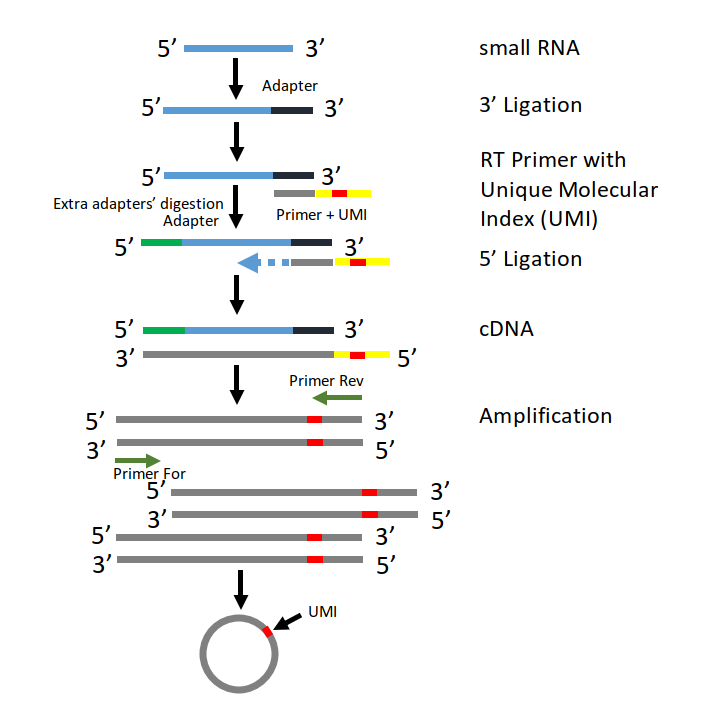 5’ 3’ small RNA
Adapter
5’ 3’ 3’ Ligation
5’ 3’ RT Primer with
Unique Molecular
Index (UMI)
Extra adapters’ digestion
Adapter
Primer + UMI
5’ 3’
5’ Ligation
5’ 3’ cDNA
3’ 5’
Primer Rev
5’ 3’ Amplification
3’ 5’
Primer For
5’ 3’
3’ 5’
5’ 3’
3’ 5’
UMI